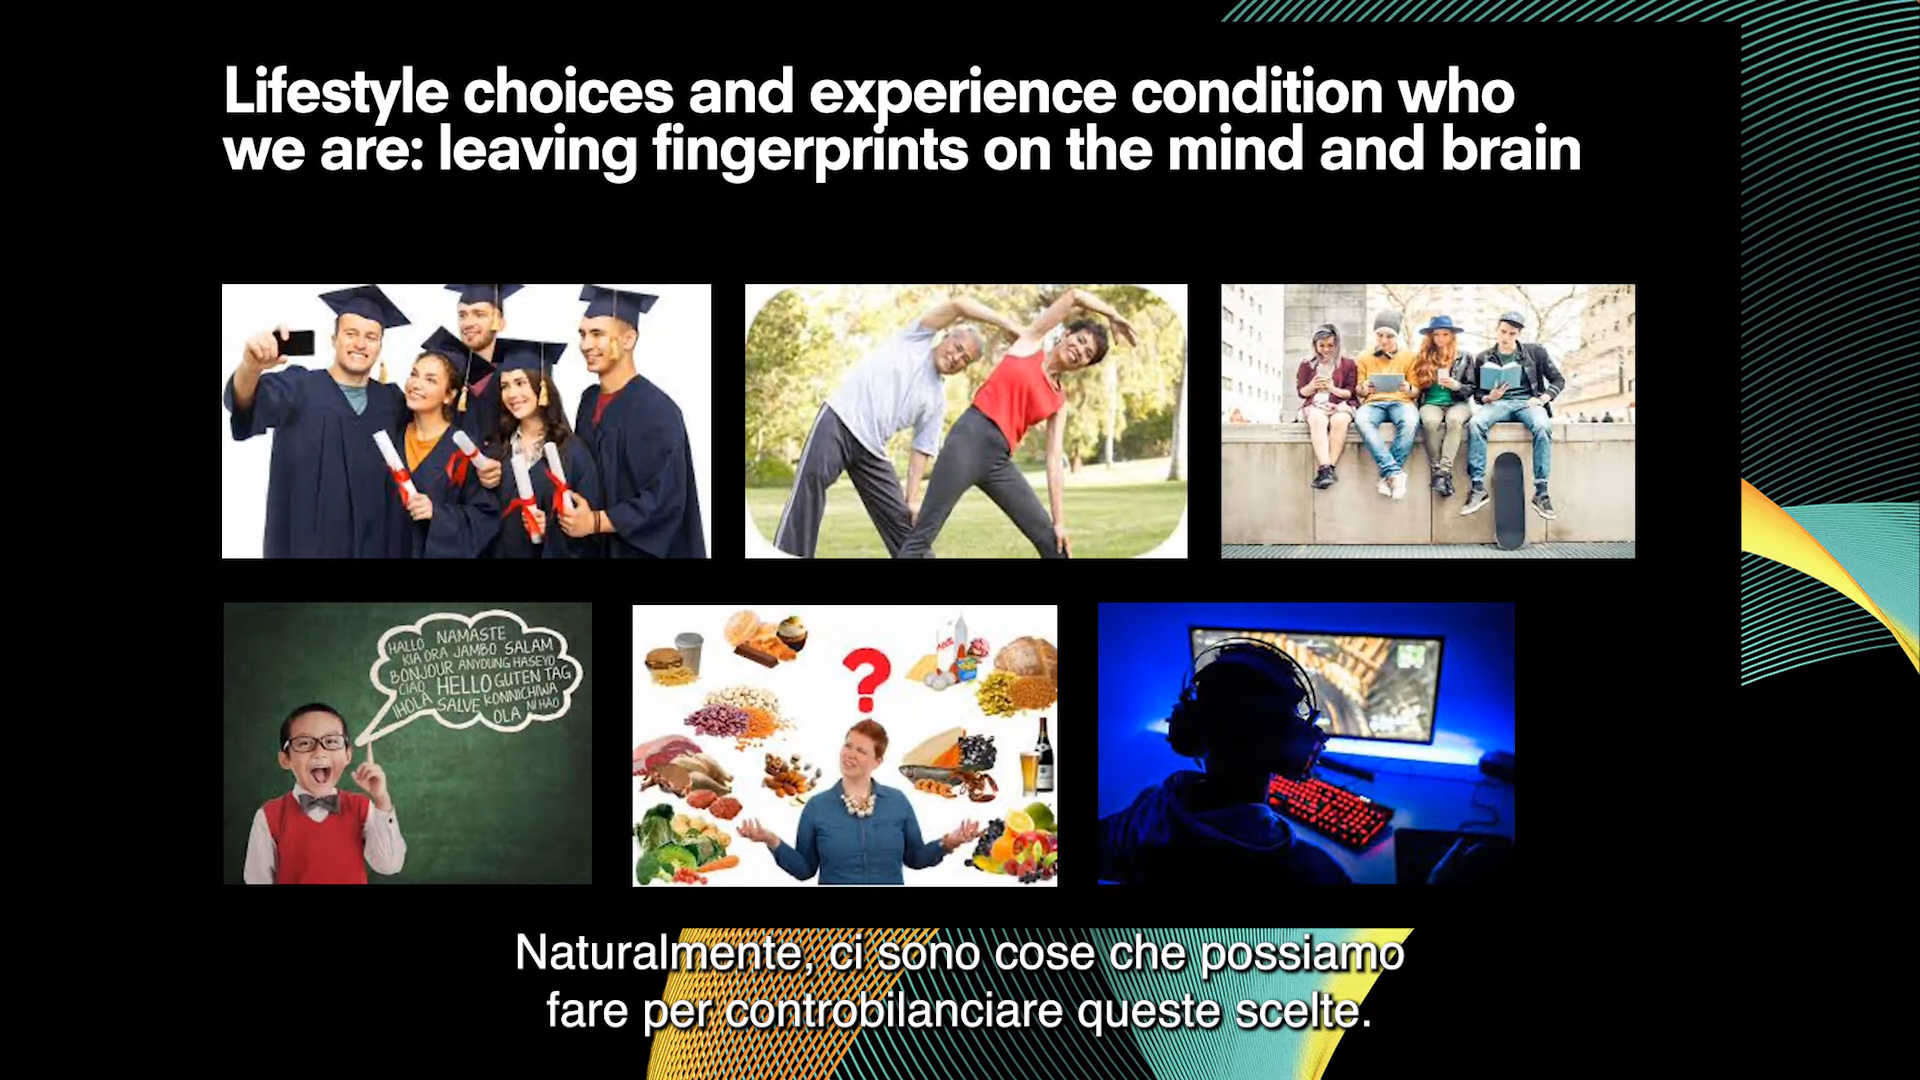 Lifestyle choices and experience condition who
we are: leaving fingerprints on the mind and brain
HALLO NAMASTE
KIA ORA JAMBO SALAM
BONJOUR ANYOUNG HASEYO
CIAO HELLO GUTEN TAG
!HOLA SALVE KONNICHIWA
OLA NI HAO
Naturalmente, ci sono cose che possiamo
fare per controbilanciare queste scelte.